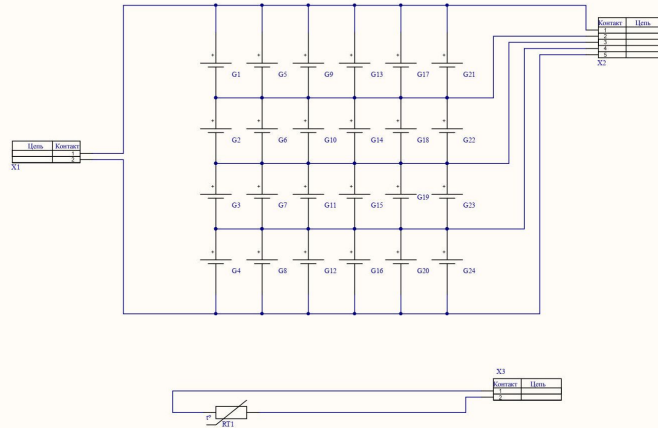 Контакт Цепь
1
2
3
4
5
X2
+ + + + + +
G1 G5 G9 G13 G17 G21
+ + + + + +
G2 G6 G10 G14 G18 G22
Цепь Контакт
1
2
X1
+ + + + + +
G3 G7 G11 G15 G19 G23
+ + + + + +
G4 G8 G12 G16 G20 G24
X3
Контакт Цепь
1
2
t°
RT1